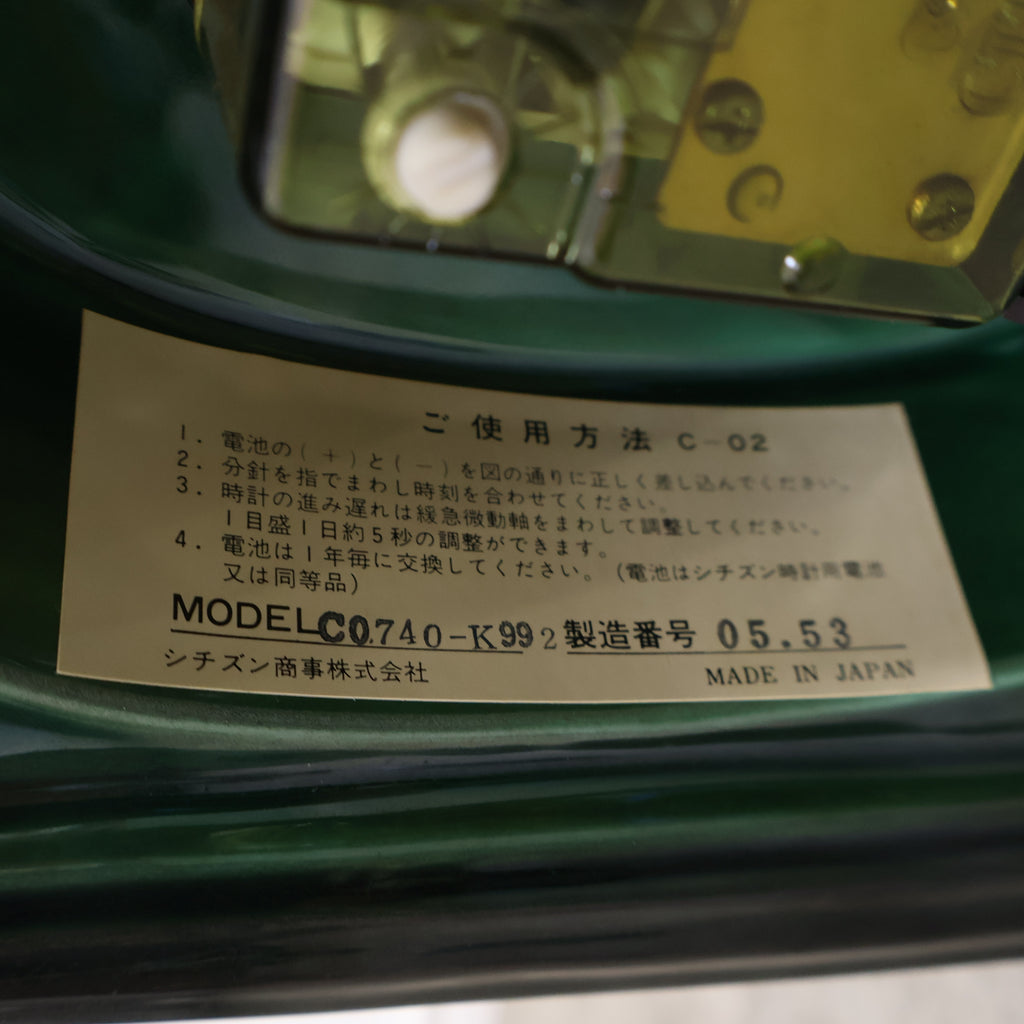 ご使用方法 C-02
1. 電池の(+)と(-)を図の通りに正しく差し込んでください。
2. 分針を指でまわし時刻を合わせてください。
3. 時計の進み遅れは緩急微動軸をまわして調整してください。
1目盛1日約5秒の調整ができます。
4. 電池は1年毎に交換してください。(電池はシチズン時計用電池
又は同等品)
MODEL CQ740-K992 製造番号 05.53
シチズン商事株式会社 MADE IN JAPAN